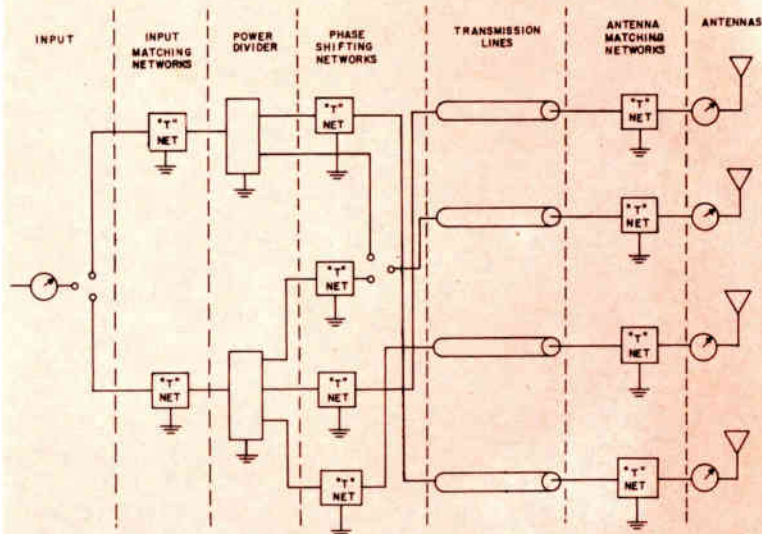 INPUT
INPUT
MATCHING
NETWORKS
POWER
DIVIDER
PHASE
SHIFTING
NETWORKS
TRANSMISSION
LINES
ANTENNA
MATCHING
NETWORKS
ANTENNAS
"T"
NET
"T"
NET
"T"
NET
"T"
NET
"T"
NET
"T"
NET
"T"
NET
"T"
NET
"T"
NET
"T"
NET